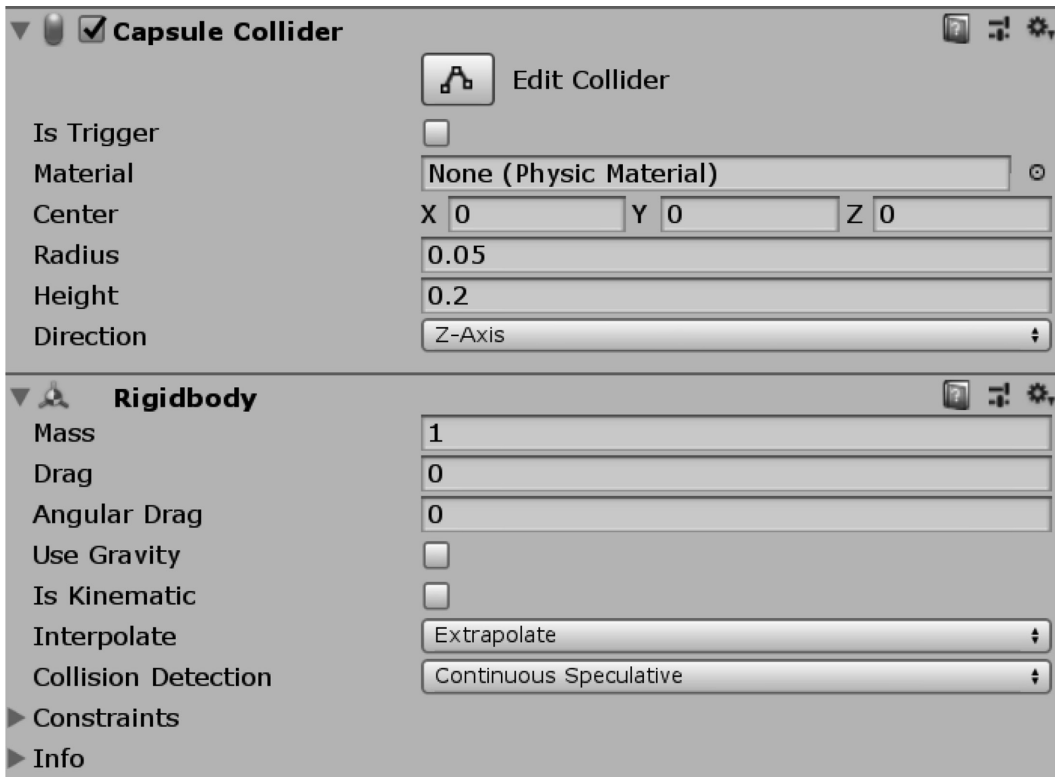 Capsule Collider
Edit Collider
Is Trigger
Material None (Physic Material)
Center X 0 Y 0 Z 0
Radius 0.05
Height 0.2
Direction Z-Axis
Rigidbody
Mass 1
Drag 0
Angular Drag 0
Use Gravity
Is Kinematic
Interpolate Extrapolate
Collision Detection Continuous Speculative
Constraints
Info